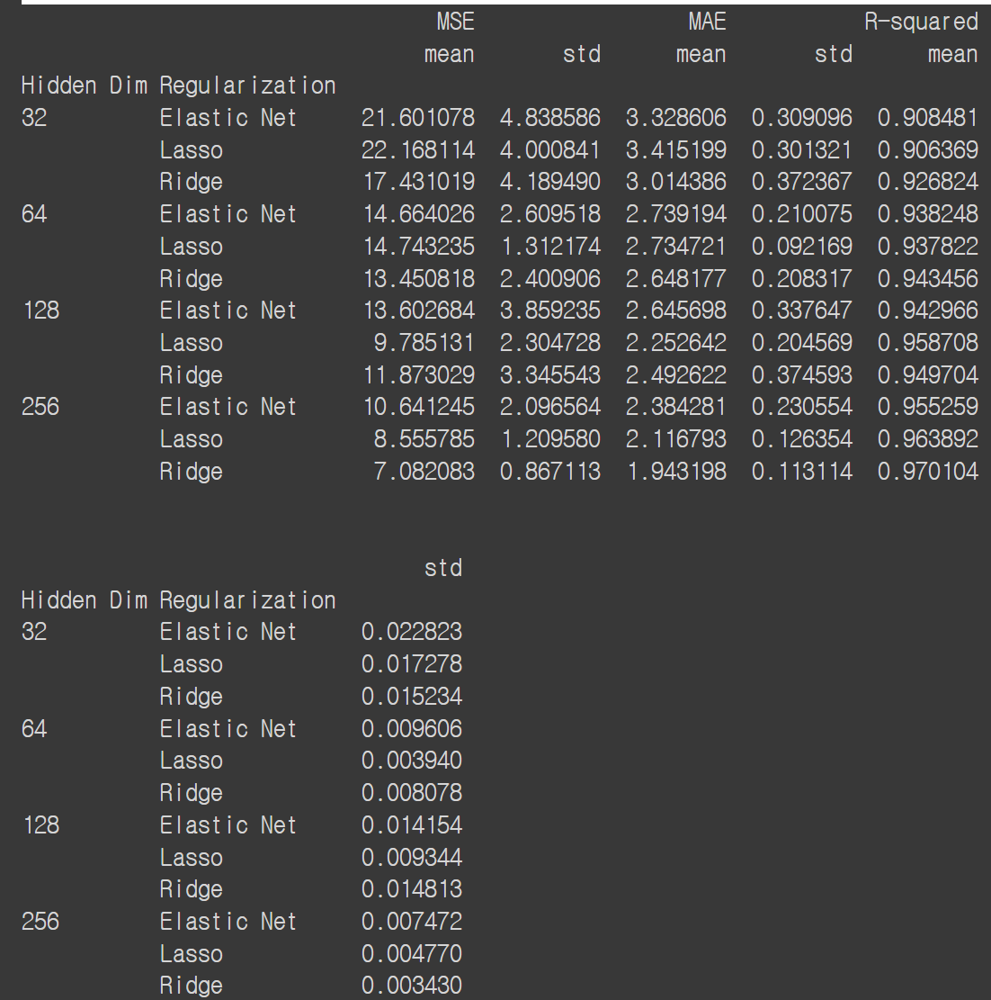 MSE MAE R-squared
mean std mean std mean
Hidden Dim Regularization
32 Elastic Net 21.601078 4.838586 3.328606 0.309096 0.908481
Lasso 22.168114 4.000841 3.415199 0.301321 0.906369
Ridge 17.431019 4.189490 3.014386 0.372367 0.926824
64 Elastic Net 14.664026 2.609518 2.739194 0.210075 0.938248
Lasso 14.743235 1.312174 2.734721 0.092169 0.937822
Ridge 13.450818 2.400906 2.648177 0.208317 0.943456
128 Elastic Net 13.602684 3.859235 2.645698 0.337647 0.942966
Lasso 9.785131 2.304728 2.252642 0.204569 0.958708
Ridge 11.873029 3.345543 2.492622 0.374593 0.949704
256 Elastic Net 10.641245 2.096564 2.384281 0.230554 0.955259
Lasso 8.555785 1.209580 2.116793 0.126354 0.963892
Ridge 7.082083 0.867113 1.943198 0.113114 0.970104
std
Hidden Dim Regularization
32 Elastic Net 0.022823
Lasso 0.017278
Ridge 0.015234
64 Elastic Net 0.009606
Lasso 0.003940
Ridge 0.008078
128 Elastic Net 0.014154
Lasso 0.009344
Ridge 0.014813
256 Elastic Net 0.007472
Lasso 0.004770
Ridge 0.003430